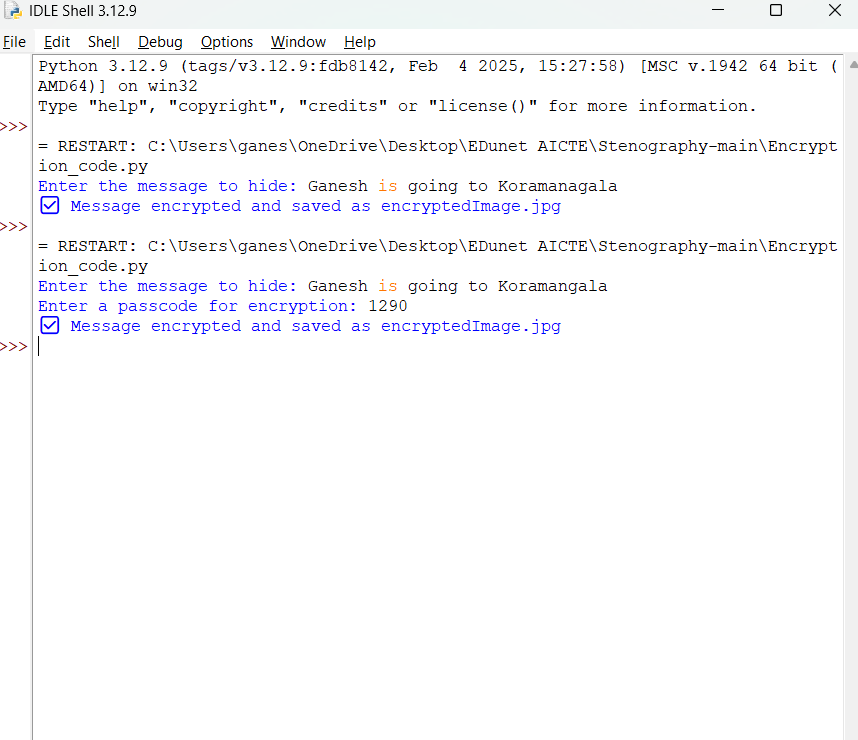 IDLE Shell 3.12.9
File Edit Shell Debug Options Window Help
Python 3.12.9 (tags/v3.12.9:fdb8142, Feb  4 2025, 15:27:58) [MSC v.1942 64 bit (
AMD64)] on win32
Type "help", "copyright", "credits" or "license()" for more information.
>>>
= RESTART: C:\Users\ganes\OneDrive\Desktop\EDunet AICTE\Stenography-main\Encrypt
ion_code.py
Enter the message to hide: Ganesh is going to Koramanagala
☑ Message encrypted and saved as encryptedImage.jpg
>>>
= RESTART: C:\Users\ganes\OneDrive\Desktop\EDunet AICTE\Stenography-main\Encrypt
ion_code.py
Enter the message to hide: Ganesh is going to Koramangala
Enter a passcode for encryption: 1290
☑ Message encrypted and saved as encryptedImage.jpg
>>>